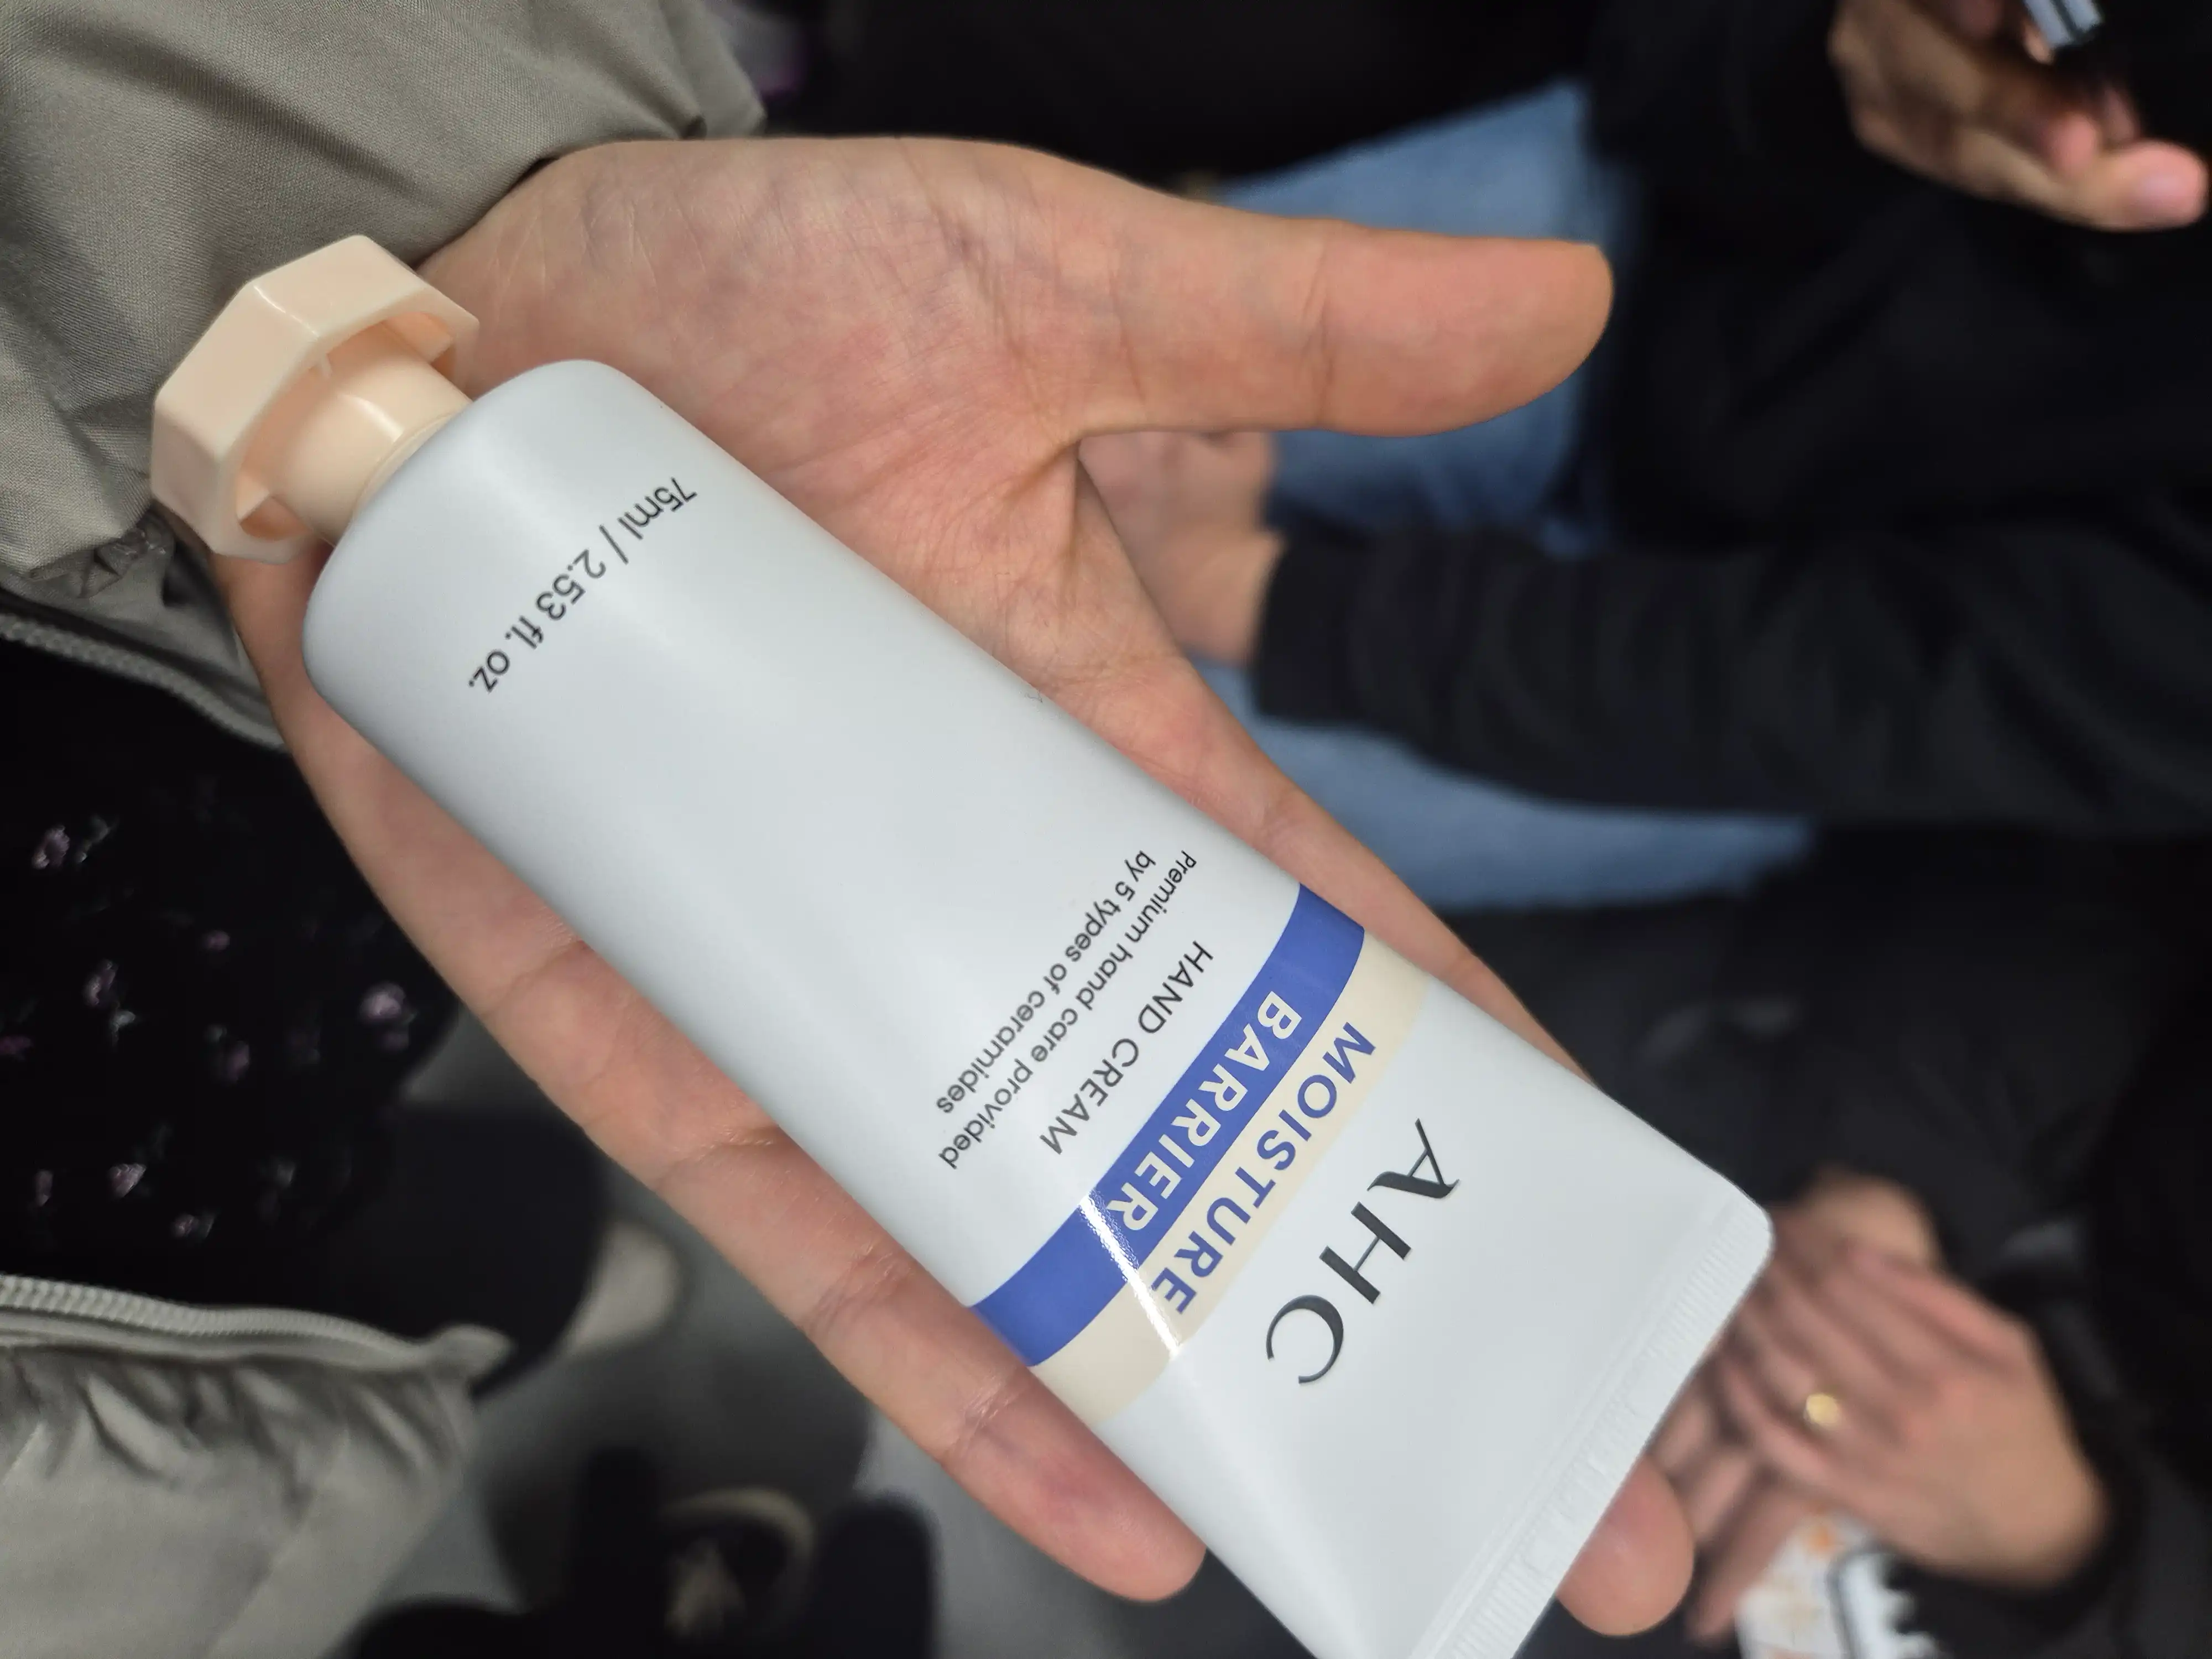 AHC
MOISTURE
BARRIER
HAND CREAM
Premium hand care provided
by 5 types of ceramides
75ml / 2.53 fl. oz.